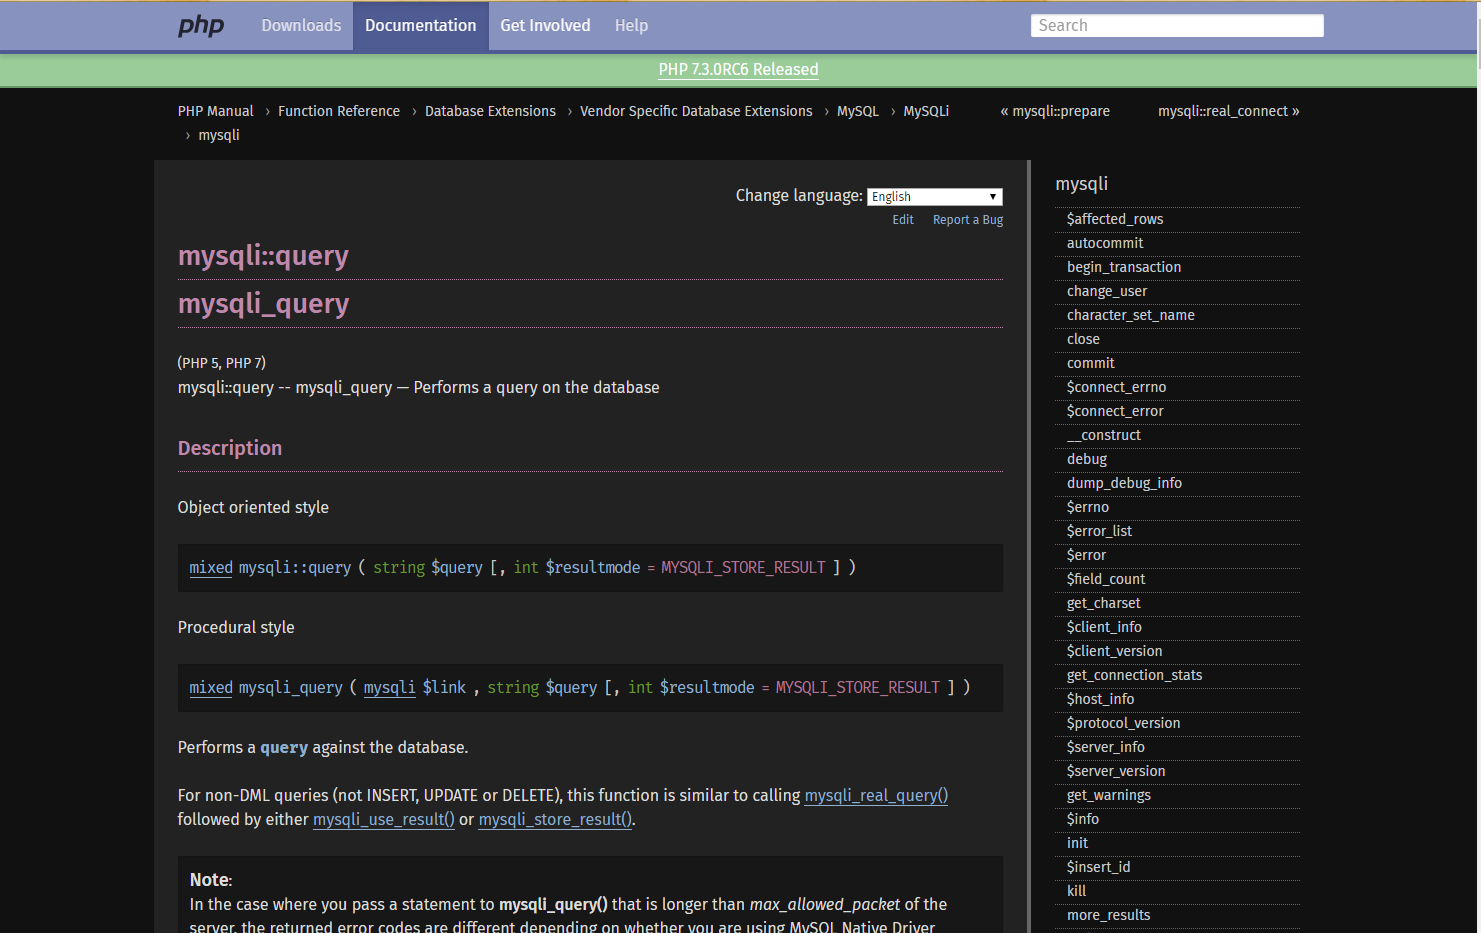 php Downloads Documentation Get Involved Help Search
PHP 7.3.0RC6 Released
PHP Manual › Function Reference › Database Extensions › Vendor Specific Database Extensions › MySQL › MySQLi
› mysqli
« mysqli::prepare mysqli::real_connect »
Change language: English
Edit Report a Bug
mysqli::query
mysqli_query
(PHP 5, PHP 7)
mysqli::query -- mysqli_query — Performs a query on the database
Description
Object oriented style
mixed mysqli::query ( string $query [, int $resultmode = MYSQLI_STORE_RESULT ] )
Procedural style
mixed mysqli_query ( mysqli $link , string $query [, int $resultmode = MYSQLI_STORE_RESULT ] )
Performs a query against the database.
For non-DML queries (not INSERT, UPDATE or DELETE), this function is similar to calling mysqli_real_query()
followed by either mysqli_use_result() or mysqli_store_result().
Note:
In the case where you pass a statement to mysqli_query() that is longer than max_allowed_packet of the
server, the returned error codes are different depending on whether you are using MySQL Native Driver
mysqli
$affected_rows
autocommit
begin_transaction
change_user
character_set_name
close
commit
$connect_errno
$connect_error
__construct
debug
dump_debug_info
$errno
$error_list
$error
$field_count
get_charset
$client_info
$client_version
get_connection_stats
$host_info
$protocol_version
$server_info
$server_version
get_warnings
$info
init
$insert_id
kill
more_results